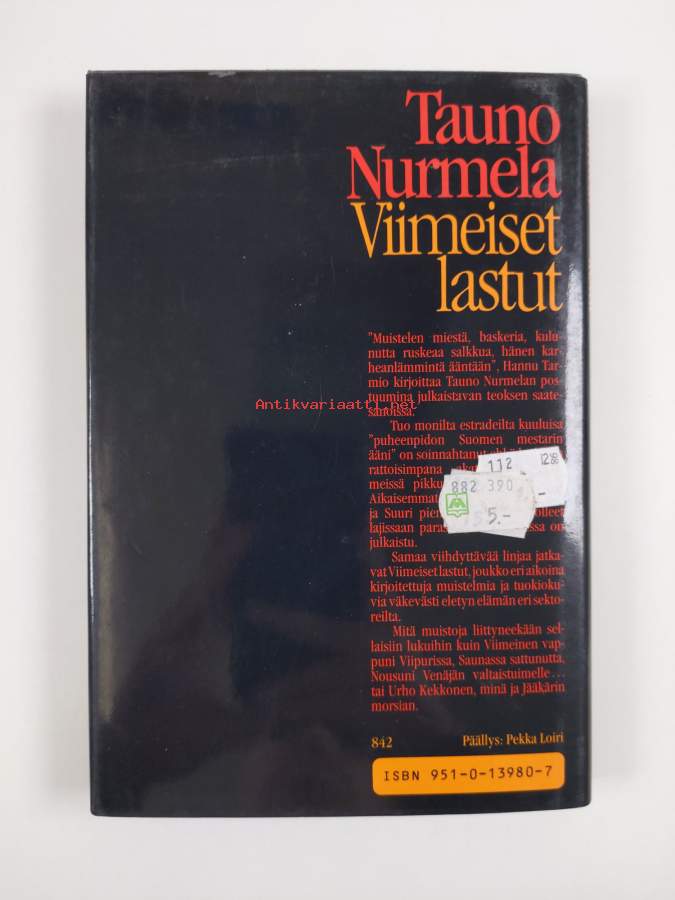 Tauno
Nurmela
Viimeiset
lastut
"Muistelen miestä, baskeria, kulu-
nutta ruskeaa salkkua, hänen kar-
heanlämmintä ääntään", Hannu Tar-
mio kirjoittaa Tauno Nurmelan pos-
tuumina julkaistavan teoksen saate-
sanoissa.
Antikvariaatti.net
Tuo monilta estradeilta kuuluisa
"puheenpidon Suomen mestarin
ääni" on soinnahtanut
rattoisimpana
meissä
Aikaisemmat
ja Suuri
lajissaan
julkaistu.
112
12
882 390
5.-
Samaa viihdyttävää linjaa jatka-
vat Viimeiset lastut, joukko eri aikoina
kirjoitettuja muistelmia ja tuokioku-
via väkevästi eletyn elämän eri sekto-
reilta.
Mitä muistoja liittyneekään sel-
laisiin lukuihin kuin Viimeinen vap-
puni Viipurissa, Saunassa sattunutta,
Nousuni Venäjän valtaistuimelle...
tai Urho Kekkonen, minä ja Jääkärin
morsian.
842 Päällys: Pekka Loiri
ISBN 951-0-13980-7